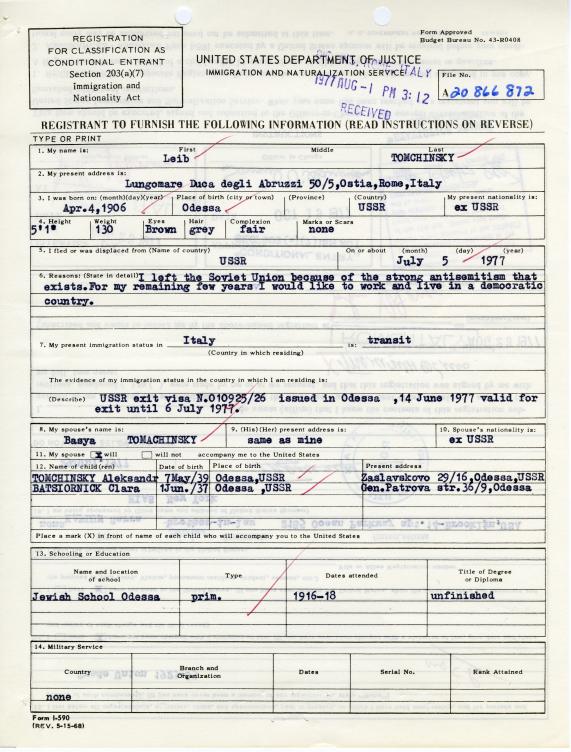 REGISTRATION
FOR CLASSIFICATION AS
CONDITIONAL ENTRANT
Section 203(a)(7)
Immigration and
Nationality Act
Form Approved
Budget Bureau No. 43-R0408
UNITED STATES DEPARTMENT OF JUSTICE
IMMIGRATION AND NATURALIZATION SERVICE
ITALY
1977 AUG -1 PM 3:12
RECEIVED
File No.
A20 866 872
REGISTRANT TO FURNISH THE FOLLOWING INFORMATION (READ INSTRUCTIONS ON REVERSE)
TYPE OR PRINT
1. My name is: First Middle Last
Leib TOMCHINSKY
2. My present address is:
Lungomare Duca degli Abruzzi 50/5,Ostia,Rome,Italy
3. I was born on: (month)(day)(year) Place of birth (city or town) (Province) (Country) My present nationality is:
Apr.4,1906 Odessa USSR ex USSR
4. Height Weight Eyes Hair Complexion Marks or Scars
5'1" 130 Brown grey fair none
5. I fled or was displaced from (Name of country) On or about (month) (day) (year)
USSR July 5 1977
6. Reasons: (State in detail) I left the Soviet Union because of the strong antisemitism that
exists.For my remaining few years I would like to work and live in a democratic
country.
7. My present immigration status in Italy is: transit
(Country in which residing)
The evidence of my immigration status in the country in which I am residing is:
(Describe) USSR exit visa N.010925/26 issued in Odessa ,14 June 1977 valid for
exit until 6 July 1977.
8. My spouse's name is: 9. (His)(Her) present address is: 10. Spouse's nationality is:
Basya TOMACHINSKY same as mine ex USSR
11. My spouse x will will not accompany me to the United States
12. Name of child(ren) Date of birth Place of birth Present address
TOMCHINSKY Aleksandr 7May/39 Odessa,USSR Zaslavskovo 29/16,Odessa,USSR
BATSIORNICK Clara 1Jun./37 Odessa ,USSR Gen.Patrova str.36/9,Odessa
Place a mark (X) in front of name of each child who will accompany you to the United States
13. Schooling or Education
Name and location of school Type Dates attended Title of Degree or Diploma
Jewish School Odessa prim. 1916-18 unfinished
14. Military Service
Country Branch and Organization Dates Serial No. Rank Attained
none
Form I-590
(REV. 5-15-68)